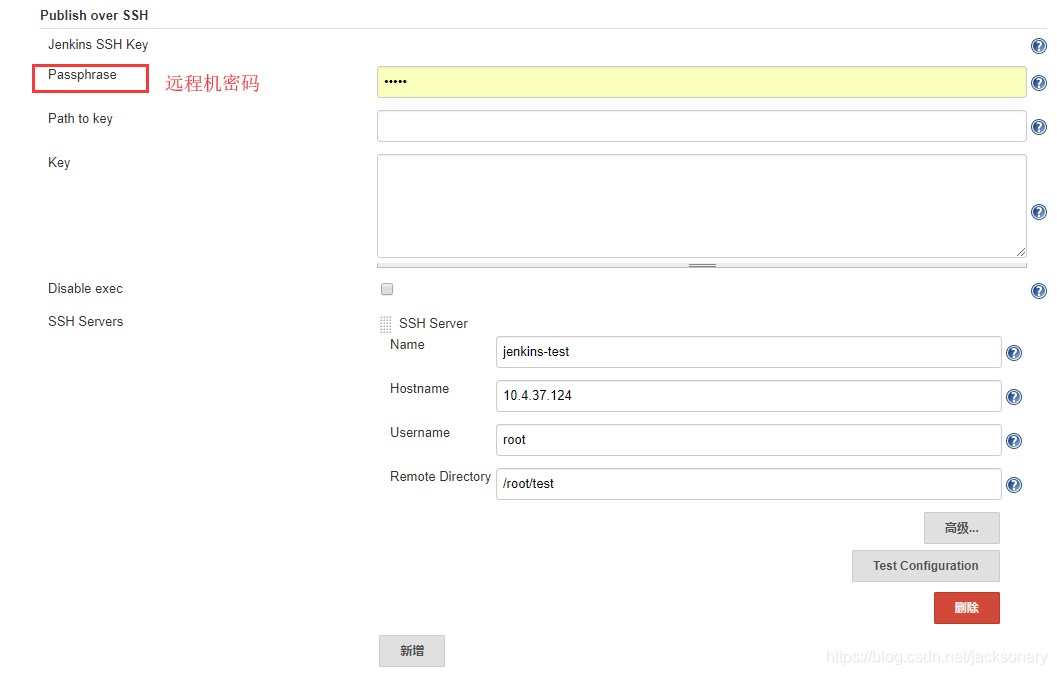 Publish over SSH
Jenkins SSH Key
Passphrase 远程机密码 •••••
Path to key
Key
Disable exec
SSH Servers
SSH Server
Name jenkins-test
Hostname 10.4.37.124
Username root
Remote Directory /root/test
高级...
Test Configuration
删除
新增
https://blog.csdn.net/jacksonary